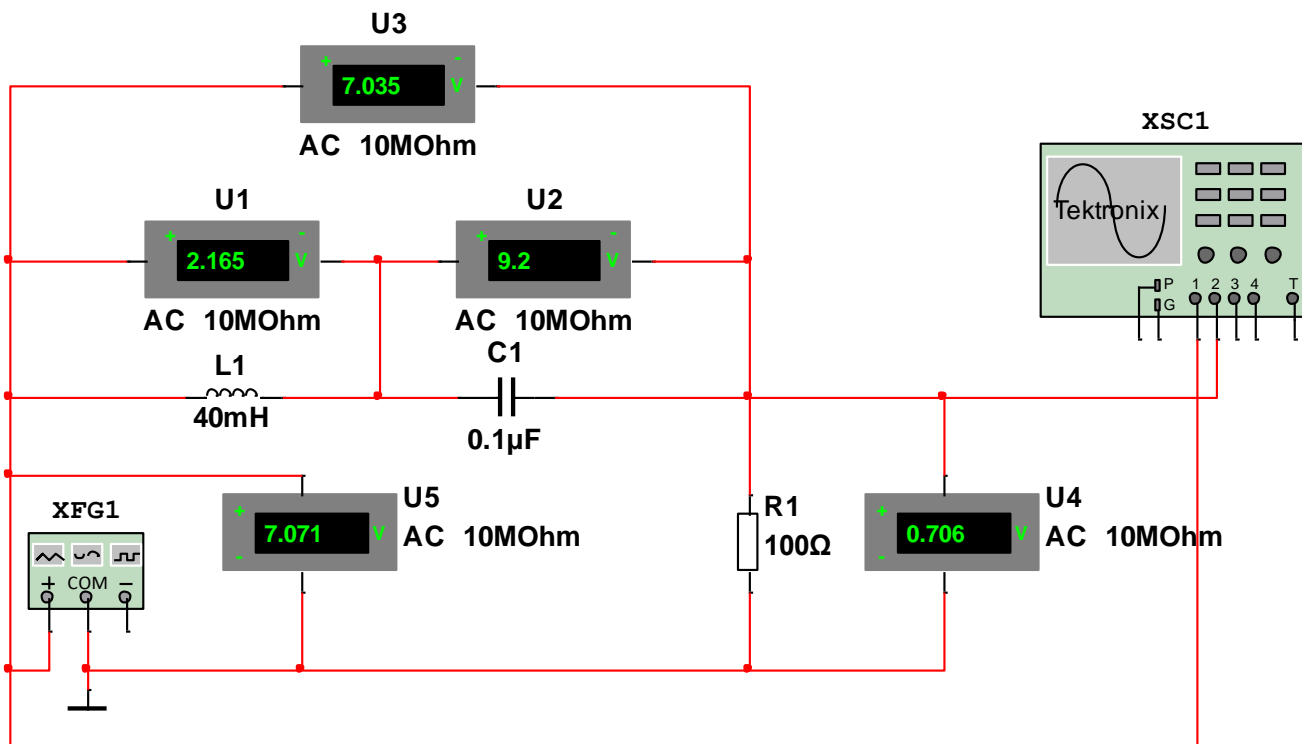 U3
7.035 V
AC 10MOhm
XSC1
Tektronix
P
G
1 2 3 4 T
U1
2.165 V
AC 10MOhm
U2
9.2 V
AC 10MOhm
L1
40mH
C1
0.1µF
XFG1
+ COM −
U5
7.071 V
AC 10MOhm
R1
100Ω
U4
0.706 V
AC 10MOhm